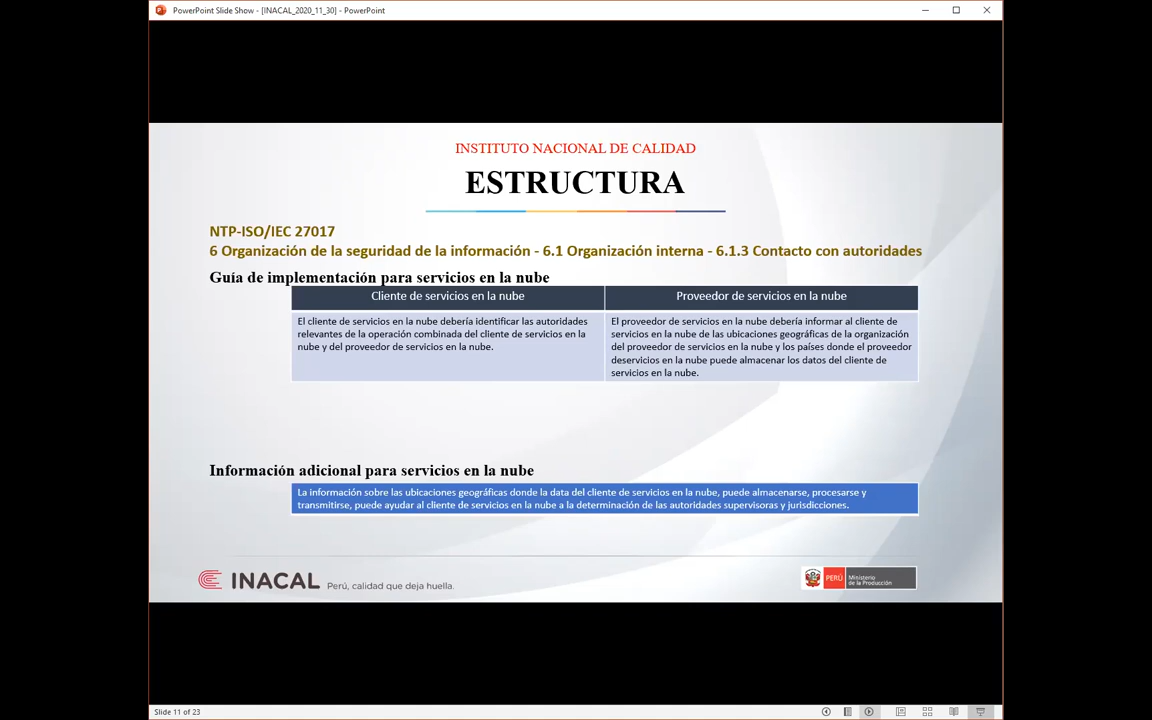 PowerPoint Slide Show - [INACAL_2020_11_30] - PowerPoint
INSTITUTO NACIONAL DE CALIDAD
ESTRUCTURA
NTP-ISO/IEC 27017
6 Organización de la seguridad de la información - 6.1 Organización interna - 6.1.3 Contacto con autoridades
Guía de implementación para servicios en la nube
Cliente de servicios en la nube
El cliente de servicios en la nube debería identificar las autoridades
relevantes de la operación combinada del cliente de servicios en la
nube y del proveedor de servicios en la nube.
Proveedor de servicios en la nube
El proveedor de servicios en la nube debería informar al cliente de
servicios en la nube de las ubicaciones geográficas de la organización
del proveedor de servicios en la nube y los países donde el proveedor
deservicios en la nube puede almacenar los datos del cliente de
servicios en la nube.
Información adicional para servicios en la nube
La información sobre las ubicaciones geográficas donde la data del cliente de servicios en la nube, puede almacenarse, procesarse y
transmitirse, puede ayudar al cliente de servicios en la nube a la determinación de las autoridades supervisoras y jurisdicciones.
INACAL Perú, calidad que deja huella.
PERÚ
Ministerio
de la Producción
Slide 11 of 23